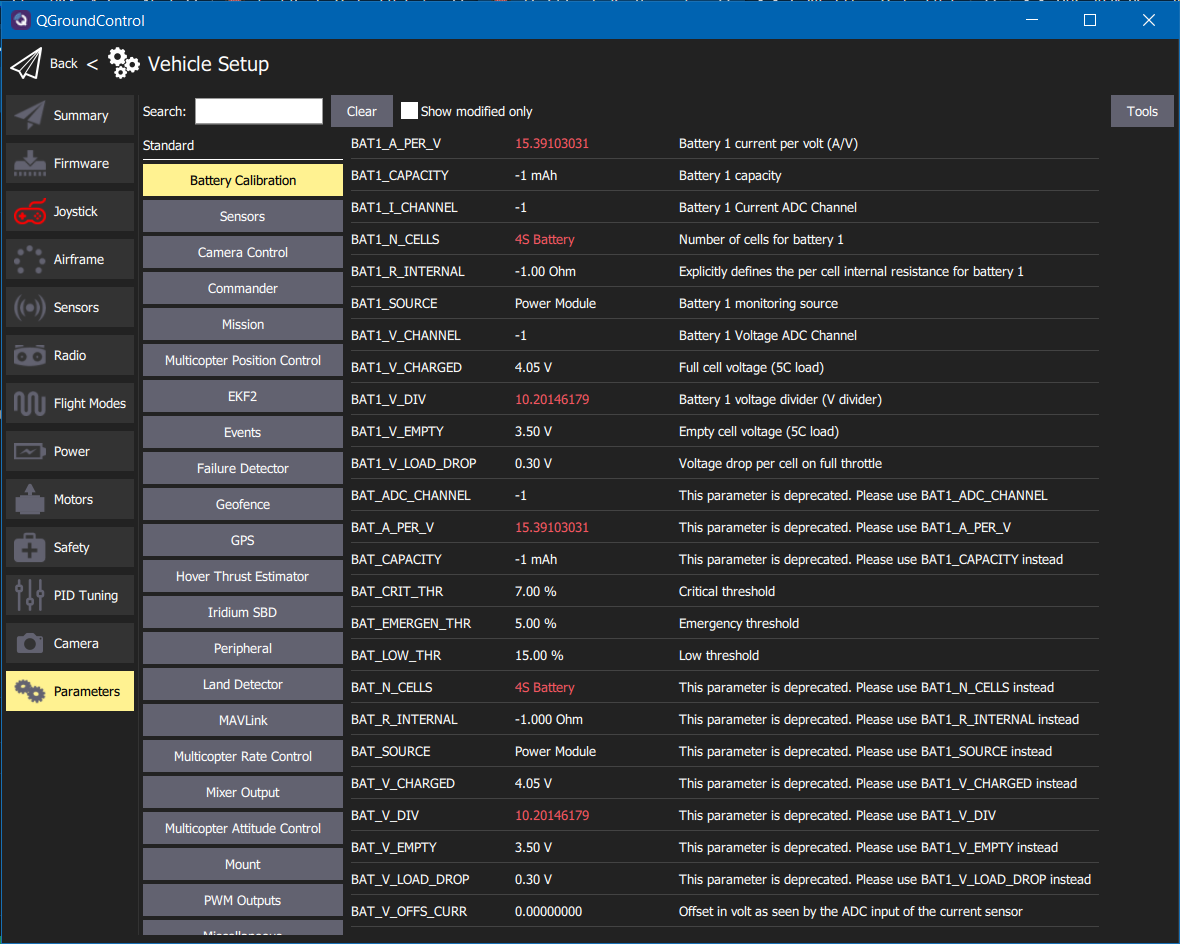 QGroundControl
Back < Vehicle Setup
Search: Clear Show modified only Tools
Summary
Firmware
Joystick
Airframe
Sensors
Radio
Flight Modes
Power
Motors
Safety
PID Tuning
Camera
Parameters
Standard
Battery Calibration
Sensors
Camera Control
Commander
Mission
Multicopter Position Control
EKF2
Events
Failure Detector
Geofence
GPS
Hover Thrust Estimator
Iridium SBD
Peripheral
Land Detector
MAVLink
Multicopter Rate Control
Mixer Output
Multicopter Attitude Control
Mount
PWM Outputs
Miscellaneous
BAT1_A_PER_V 15.39103031 Battery 1 current per volt (A/V)
BAT1_CAPACITY -1 mAh Battery 1 capacity
BAT1_I_CHANNEL -1 Battery 1 Current ADC Channel
BAT1_N_CELLS 4S Battery Number of cells for battery 1
BAT1_R_INTERNAL -1.00 Ohm Explicitly defines the per cell internal resistance for battery 1
BAT1_SOURCE Power Module Battery 1 monitoring source
BAT1_V_CHANNEL -1 Battery 1 Voltage ADC Channel
BAT1_V_CHARGED 4.05 V Full cell voltage (5C load)
BAT1_V_DIV 10.20146179 Battery 1 voltage divider (V divider)
BAT1_V_EMPTY 3.50 V Empty cell voltage (5C load)
BAT1_V_LOAD_DROP 0.30 V Voltage drop per cell on full throttle
BAT_ADC_CHANNEL -1 This parameter is deprecated. Please use BAT1_ADC_CHANNEL
BAT_A_PER_V 15.39103031 This parameter is deprecated. Please use BAT1_A_PER_V
BAT_CAPACITY -1 mAh This parameter is deprecated. Please use BAT1_CAPACITY instead
BAT_CRIT_THR 7.00 % Critical threshold
BAT_EMERGEN_THR 5.00 % Emergency threshold
BAT_LOW_THR 15.00 % Low threshold
BAT_N_CELLS 4S Battery This parameter is deprecated. Please use BAT1_N_CELLS instead
BAT_R_INTERNAL -1.000 Ohm This parameter is deprecated. Please use BAT1_R_INTERNAL instead
BAT_SOURCE Power Module This parameter is deprecated. Please use BAT1_SOURCE instead
BAT_V_CHARGED 4.05 V This parameter is deprecated. Please use BAT1_V_CHARGED instead
BAT_V_DIV 10.20146179 This parameter is deprecated. Please use BAT1_V_DIV
BAT_V_EMPTY 3.50 V This parameter is deprecated. Please use BAT1_V_EMPTY instead
BAT_V_LOAD_DROP 0.30 V This parameter is deprecated. Please use BAT1_V_LOAD_DROP instead
BAT_V_OFFS_CURR 0.00000000 Offset in volt as seen by the ADC input of the current sensor